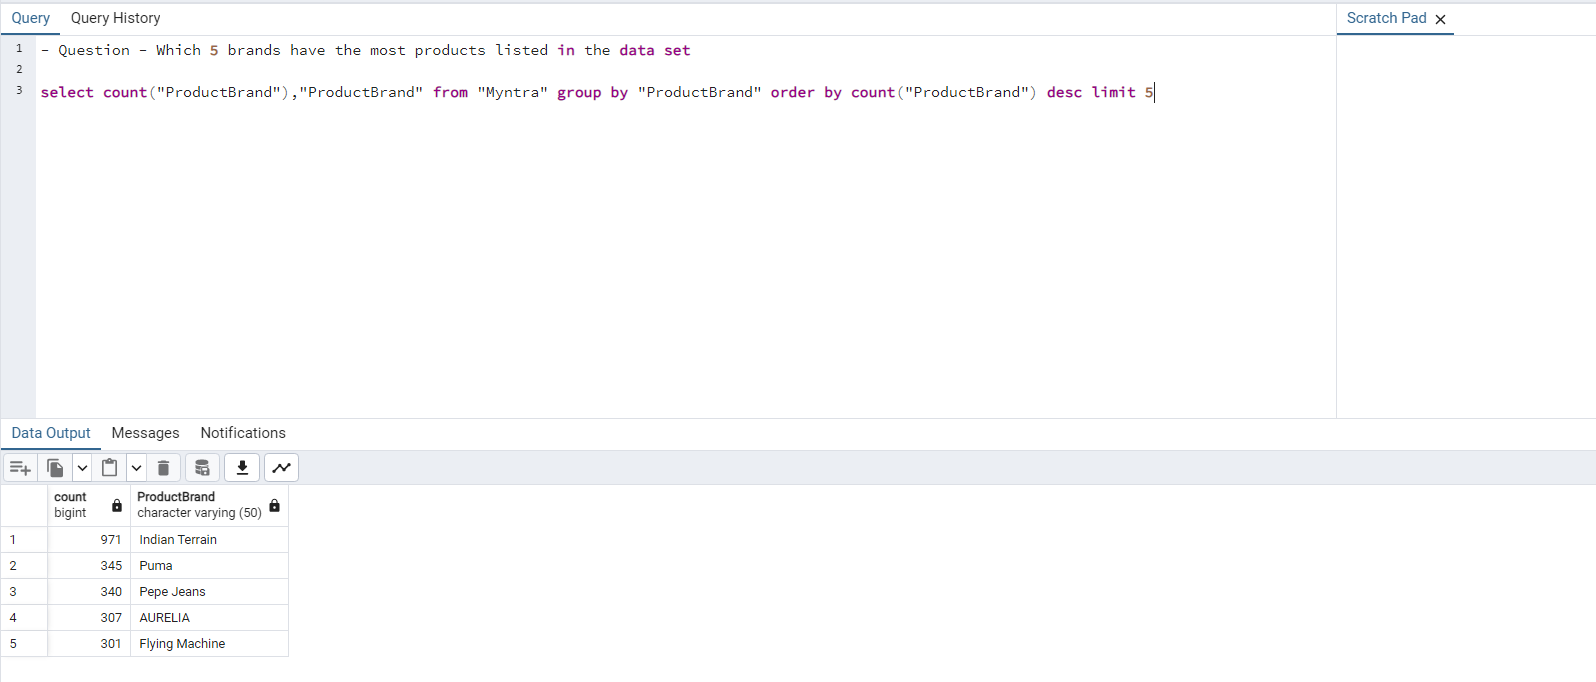 Query Query History Scratch Pad
1 - Question - Which 5 brands have the most products listed in the data set
2
3 select count("ProductBrand"),"ProductBrand" from "Myntra" group by "ProductBrand" order by count("ProductBrand") desc limit 5
Data Output Messages Notifications
count ProductBrand
bigint character varying (50)
1 971 Indian Terrain
2 345 Puma
3 340 Pepe Jeans
4 307 AURELIA
5 301 Flying Machine